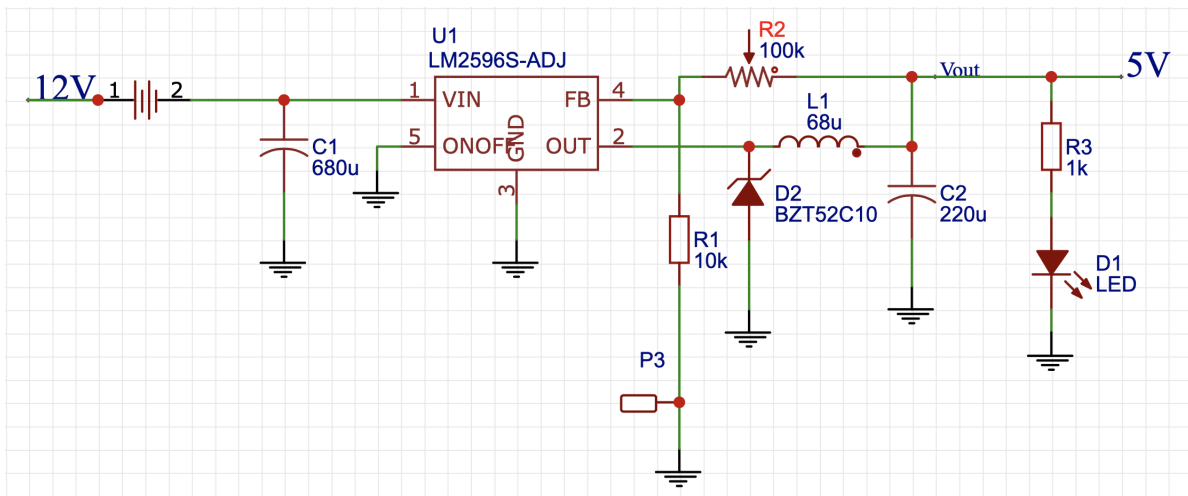 U1
LM2596S-ADJ
R2
100k
12V
1
2
1
VIN
FB
4
Vout
5V
5
ONOFF
GND
OUT
2
3
C1
680u
L1
68u
R3
1k
D2
BZT52C10
C2
220u
R1
10k
D1
LED
P3